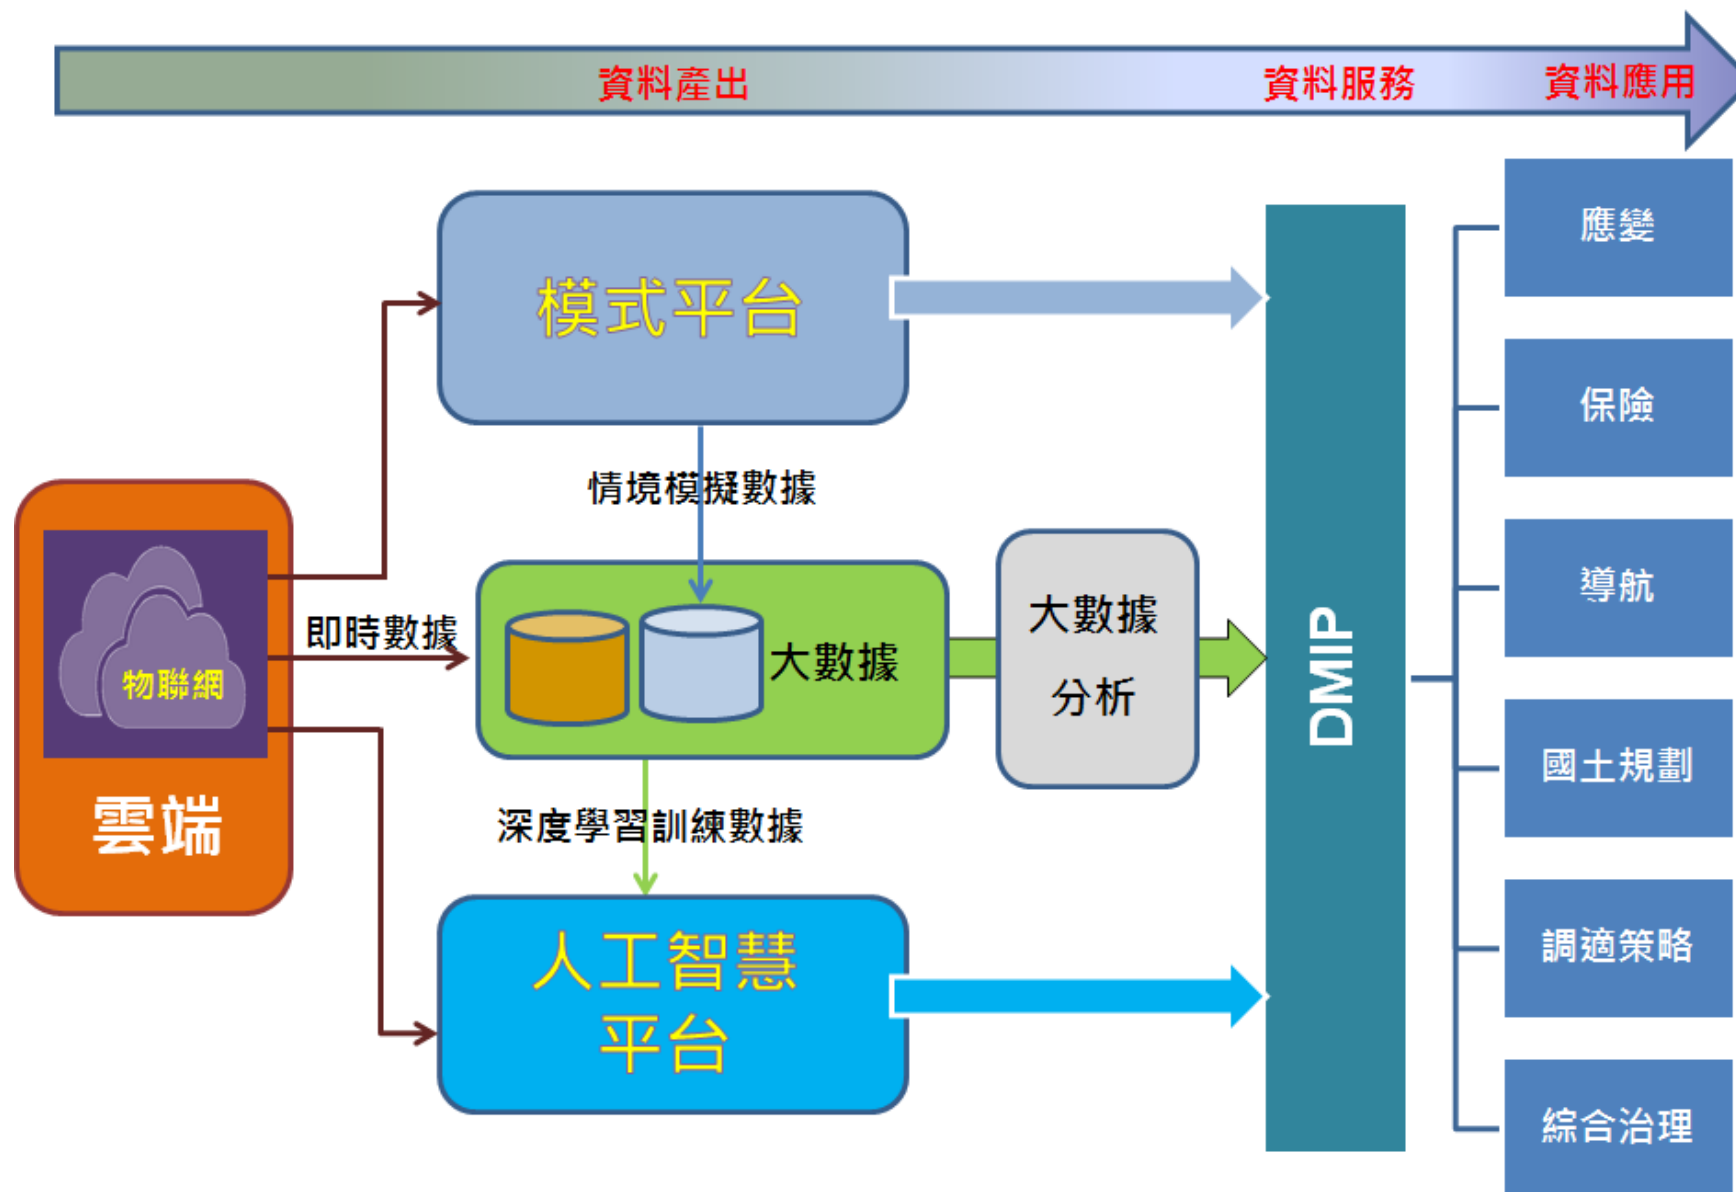 資料產出
資料服務
資料應用
模式平台
情境模擬數據
物聯網
雲端
即時數據
大數據
大數據
分析
深度學習訓練數據
人工智慧
平台
DMIP
應變
保險
導航
國土規劃
調適策略
綜合治理